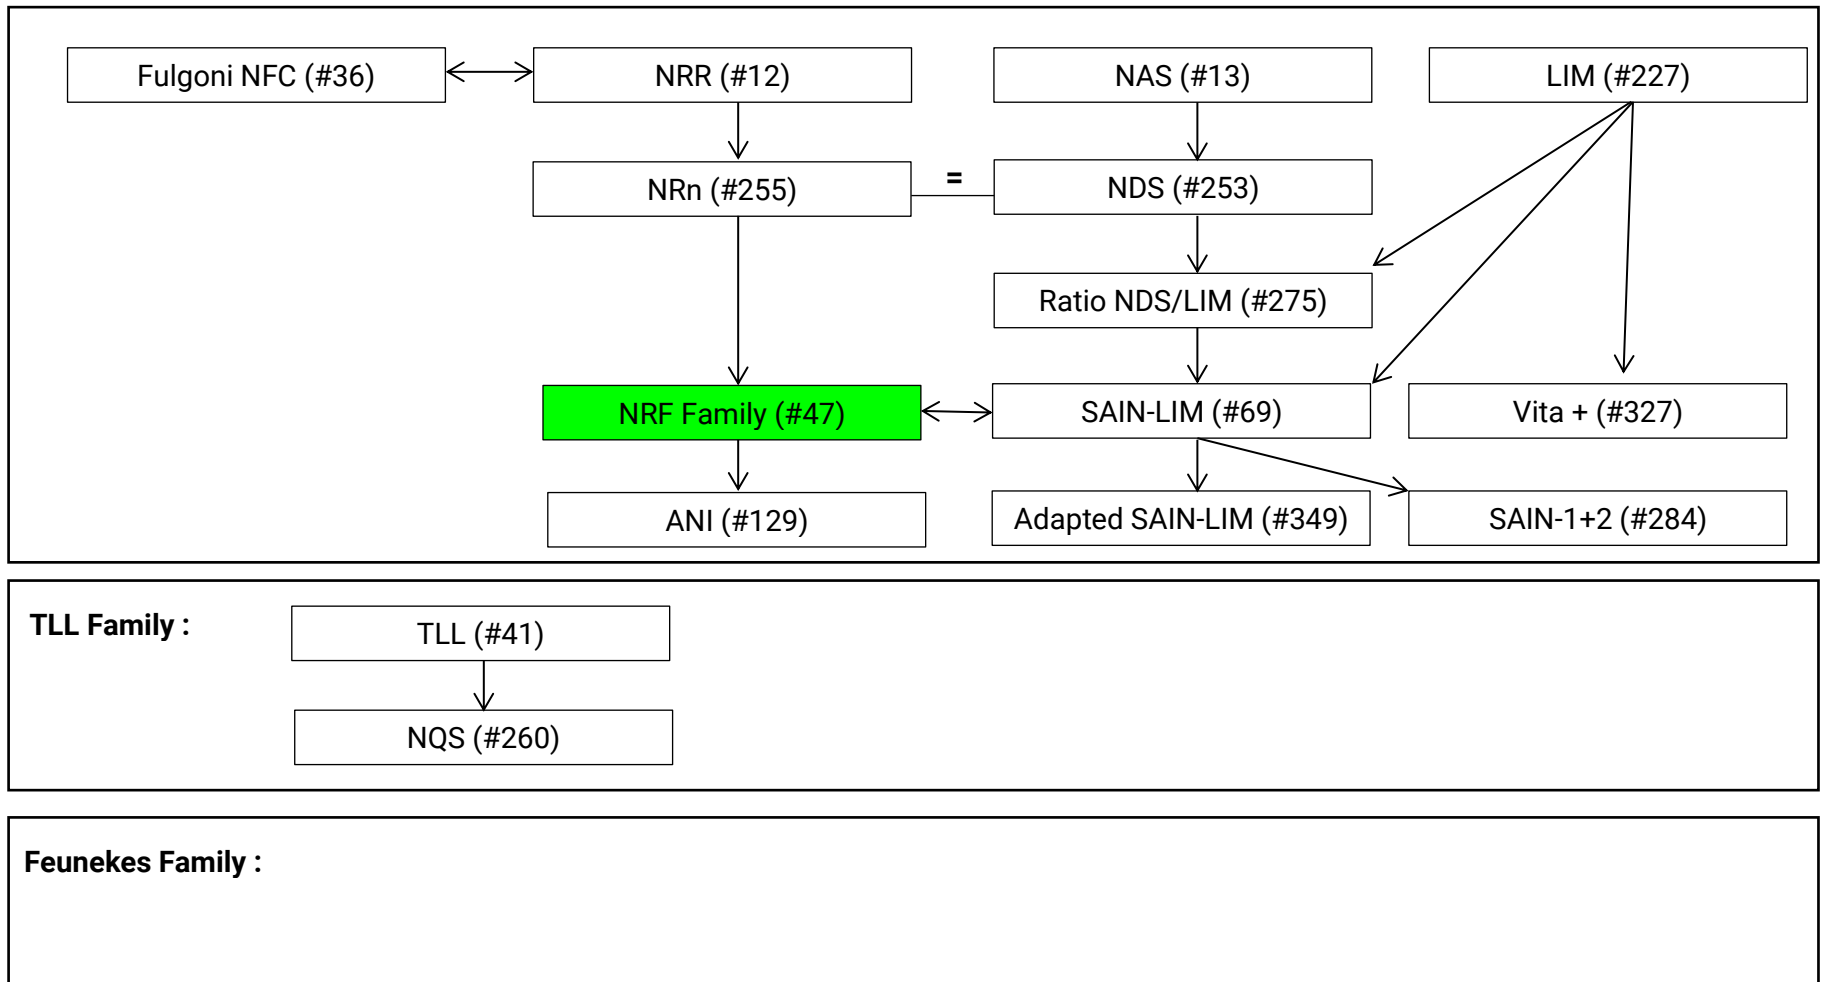 Fulgoni NFC (#36)
NRR (#12)
NAS (#13)
LIM (#227)
NRn (#255)
=
NDS (#253)
Ratio NDS/LIM (#275)
NRF Family (#47)
SAIN-LIM (#69)
Vita + (#327)
ANI (#129)
Adapted SAIN-LIM (#349)
SAIN-1+2 (#284)
TLL Family :
TLL (#41)
NQS (#260)
Feunekes Family :